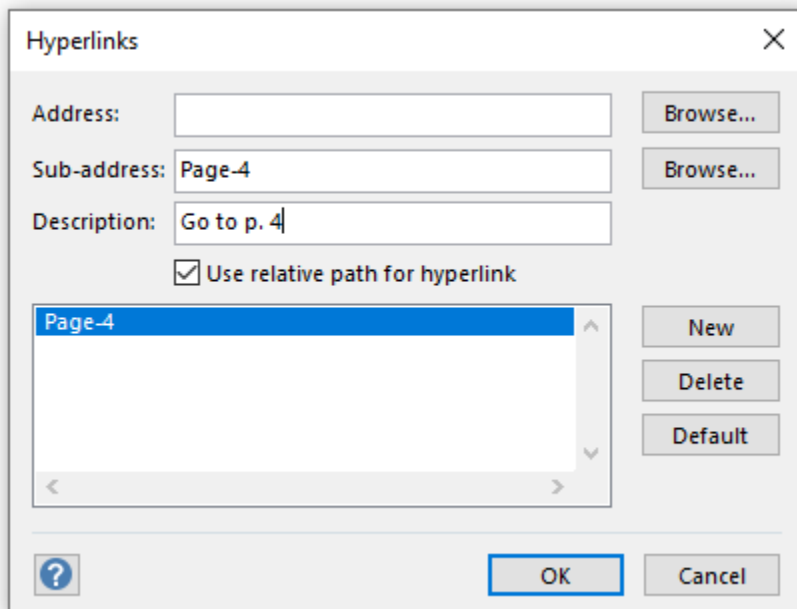 Hyperlinks
Address:
Browse...
Sub-address:
Page-4
Browse...
Description:
Go to p. 4
Use relative path for hyperlink
Page-4
New
Delete
Default
?
OK
Cancel